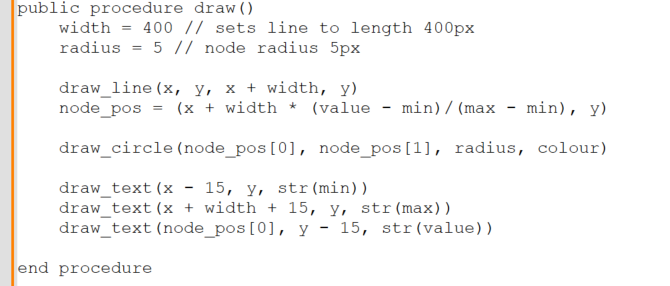 public procedure draw()
width = 400 // sets line to length 400px
radius = 5 // node radius 5px
draw_line(x, y, x + width, y)
node_pos = (x + width * (value - min)/(max - min), y)
draw_circle(node_pos[0], node_pos[1], radius, colour)
draw_text(x - 15, y, str(min))
draw_text(x + width + 15, y, str(max))
draw_text(node_pos[0], y - 15, str(value))
end procedure